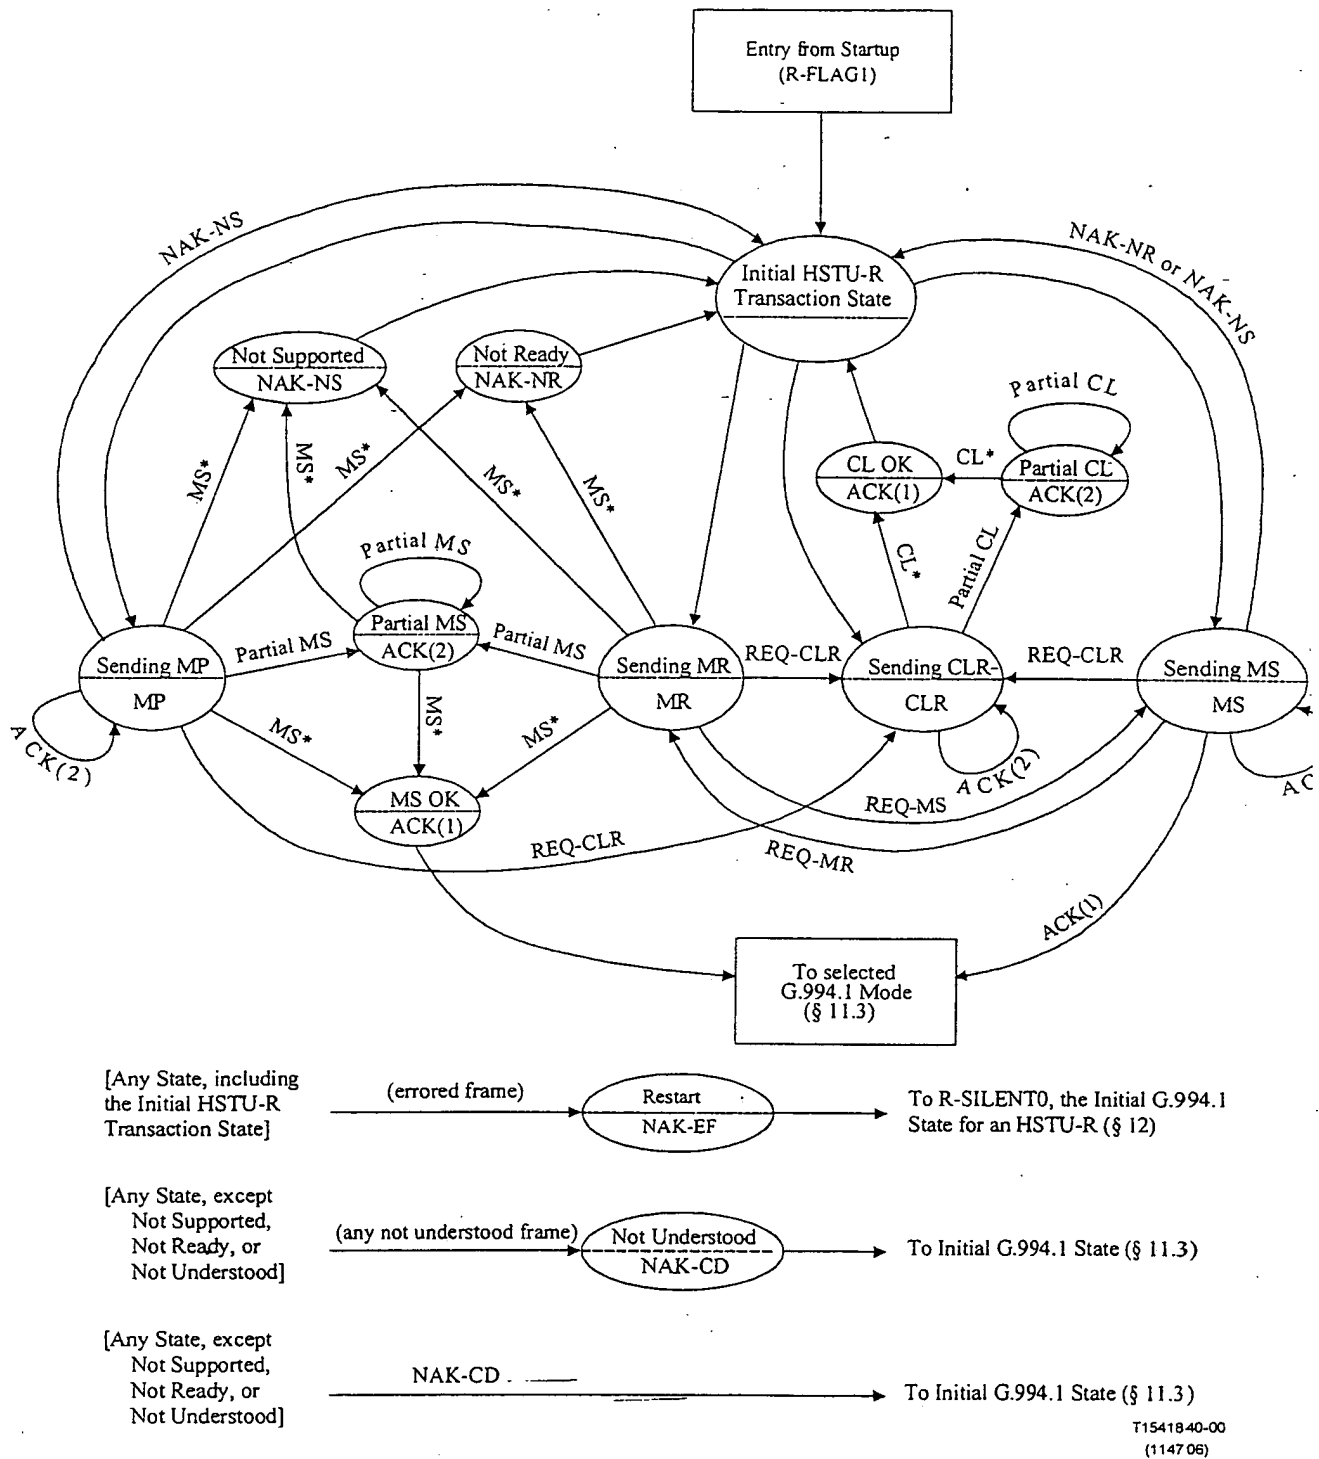 Entry from Startup
(R-FLAG1)
NAK-NS
NAK-NR or NAK-NS
Initial HSTU-R
Transaction State
Not Supported
NAK-NS
Not Ready
NAK-NR
Partial CL
MS*
MS*
MS*
MS*
MS*
CL OK
ACK(1)
CL*
Partial CL
ACK(2)
Partial MS
CL*
Partial CL
Sending MP
MP
Partial MS
Partial MS
ACK(2)
Partial MS
Sending MR
MR
REQ-CLR
Sending CLR-
CLR
REQ-CLR
Sending MS
MS
ACK(2)
MS*
MS*
MS*
ACK(2)
AC
MS OK
ACK(1)
REQ-MS
REQ-CLR
REQ-MR
ACK(1)
To selected
G.994.1 Mode
(§ 11.3)
[Any State, including
the Initial HSTU-R
Transaction State]
(errored frame)
Restart
NAK-EF
To R-SILENT0, the Initial G.994.1
State for an HSTU-R (§ 12)
[Any State, except
Not Supported,
Not Ready, or
Not Understood]
(any not understood frame)
Not Understood
NAK-CD
To Initial G.994.1 State (§ 11.3)
[Any State, except
Not Supported,
Not Ready, or
Not Understood]
NAK-CD
To Initial G.994.1 State (§ 11.3)
T1541840-00
(114706)